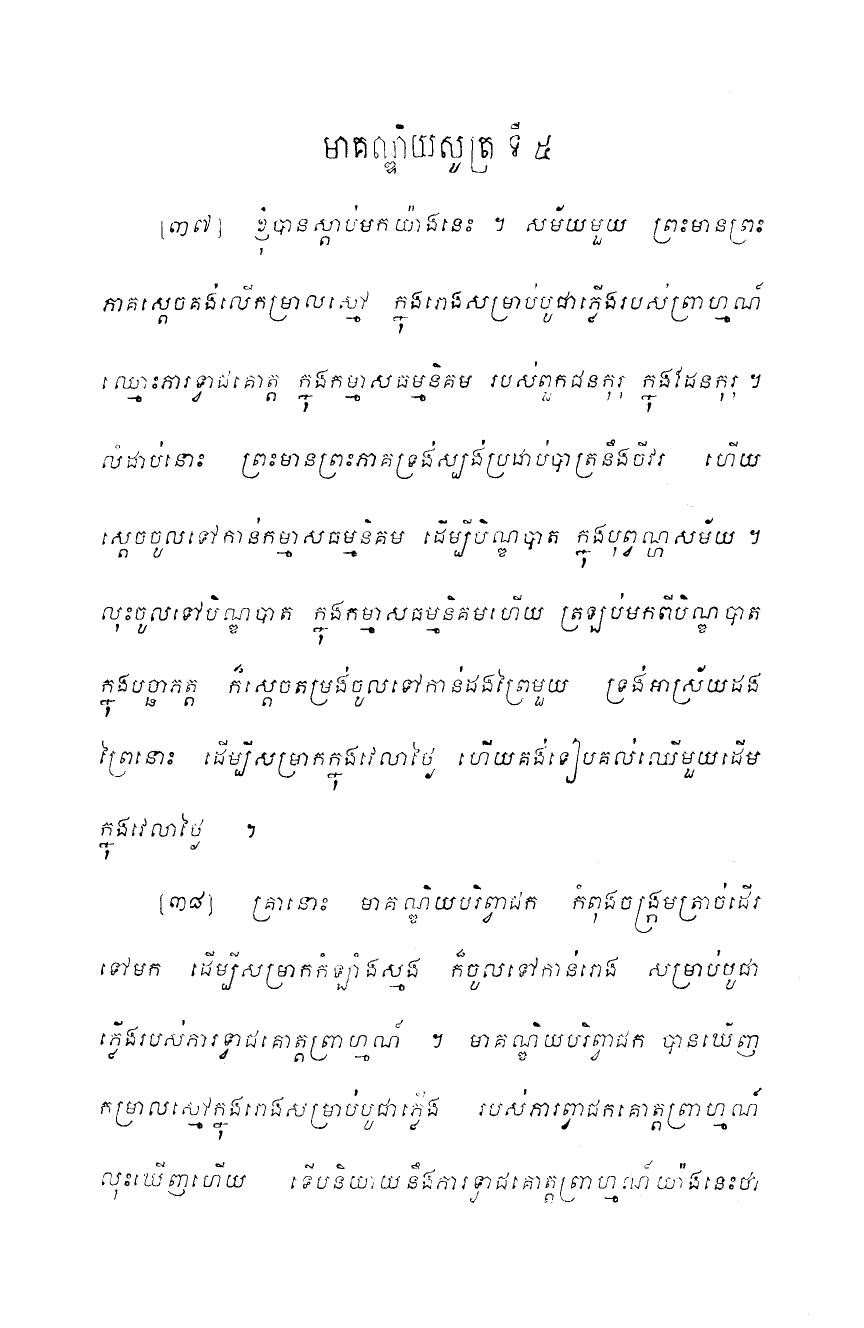 មាគណ្ឌិយសូត្រ ទី ៥
[៣៧] ខ្ញុំបានស្តាប់មកយ៉ាងនេះ ។ សម័យមួយ ព្រះមានព្រះ
ភាគស្តេចគង់លើកម្រាលស្មៅ ក្នុងរោងសម្រាប់បូជាភ្លើងរបស់ព្រាហ្មណ៍
ឈ្មោះភារទ្វាជគោត្ត ក្នុងកម្មាសធម្មនិគម របស់ពួកជនកុរុ ក្នុងដែនកុរុ ។
លំដាប់នោះ ព្រះមានព្រះភាគទ្រង់ស្បង់ប្រដាប់បាត្រនឹងចីវរ ហើយ
ស្តេចចូលទៅកាន់កម្មាសធម្មនិគម ដើម្បីបិណ្ឌបាត ក្នុងបុព្វណ្ហសម័យ ។
លុះចូលទៅបិណ្ឌបាត ក្នុងកម្មាសធម្មនិគមហើយ ត្រឡប់មកពីបិណ្ឌបាត
ក្នុងបច្ឆាភត្ត ក៏ស្តេចតម្រង់ចូលទៅកាន់ដងព្រៃមួយ ទ្រង់អាស្រ័យដង
ព្រៃនោះ ដើម្បីសម្រាកក្នុងវេលាថ្ងៃ ហើយគង់ទៀបគល់ឈើមួយដើម
ក្នុងវេលាថ្ងៃ ។
[៣៨] គ្រានោះ មាគណ្ឌិយបរិព្វាជក កំពុងចង្ក្រមត្រាច់ដើរ
ទៅមក ដើម្បីសម្រាកកំឡាំងស្មង ក៏ចូលទៅកាន់រោង សម្រាប់បូជា
ភ្លើងរបស់ភារទ្វាជគោត្តព្រាហ្មណ៍ ។ មាគណ្ឌិយបរិព្វាជក បានឃើញ
កម្រាលស្មៅក្នុងរោងសម្រាប់បូជាភ្លើង របស់ភារព្វាជកគោត្តព្រាហ្មណ៍
លុះឃើញហើយ ទើបនិយាយនឹងភារទ្វាជគោត្តព្រាហ្មណ៍យ៉ាងនេះថា